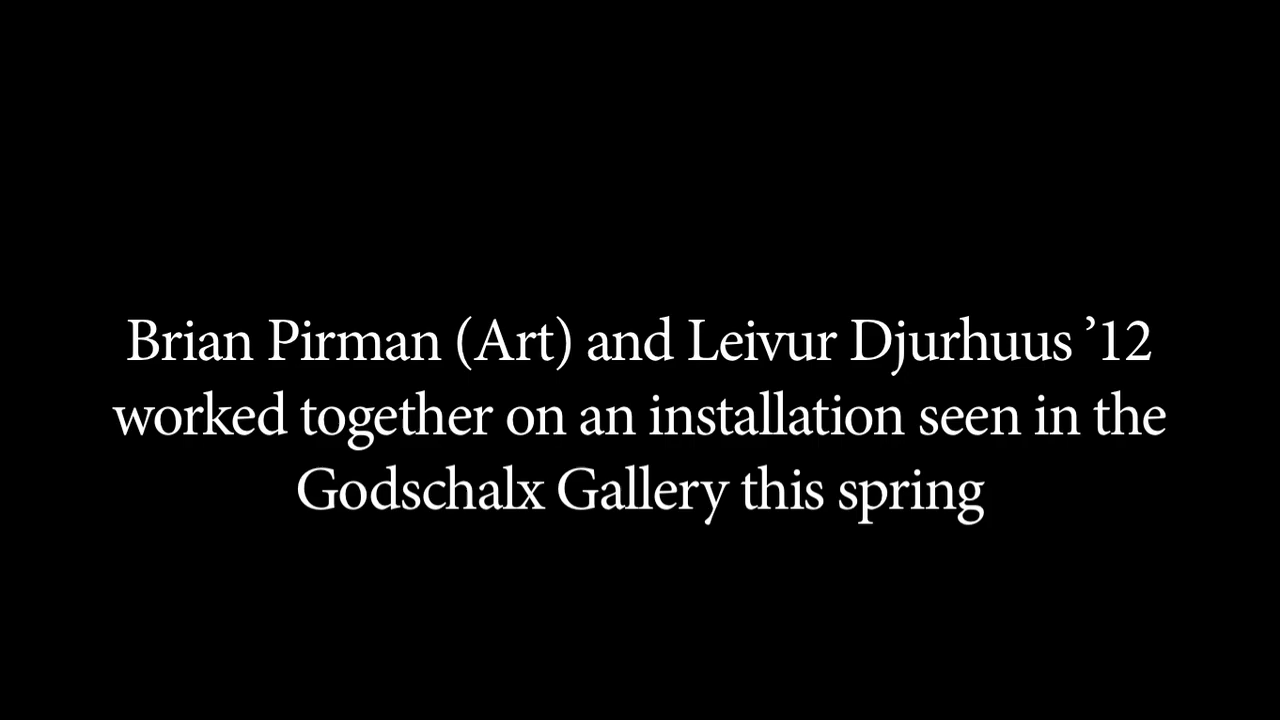 Brian Pirman (Art) and Leivur Djurhuus ’12
worked together on an installation seen in the
Godschalx Gallery this spring